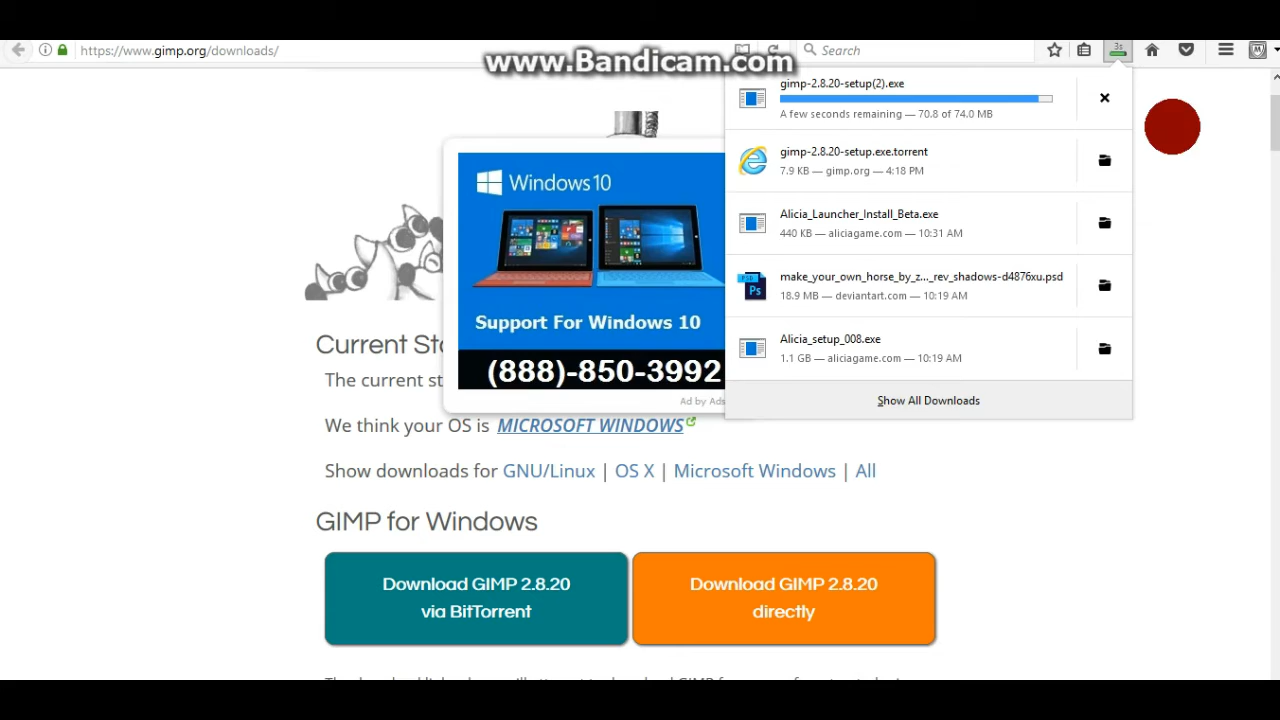 https://www.gimp.org/downloads/
Search
3s
www.Bandicam.com
gimp-2.8.20-setup(2).exe
A few seconds remaining — 70.8 of 74.0 MB
gimp-2.8.20-setup.exe.torrent
7.9 KB — gimp.org — 4:18 PM
Alicia_Launcher_Install_Beta.exe
440 KB — aliciagame.com — 10:31 AM
make_your_own_horse_by_z..._rev_shadows-d4876xu.psd
18.9 MB — deviantart.com — 10:19 AM
Alicia_setup_008.exe
1.1 GB — aliciagame.com — 10:19 AM
Show All Downloads
Windows 10
Support For Windows 10
(888)-850-3992
Ad by Ads
Current Sta
The current st
We think your OS is MICROSOFT WINDOWS
Show downloads for GNU/Linux | OS X | Microsoft Windows | All
GIMP for Windows
Download GIMP 2.8.20
via BitTorrent
Download GIMP 2.8.20
directly